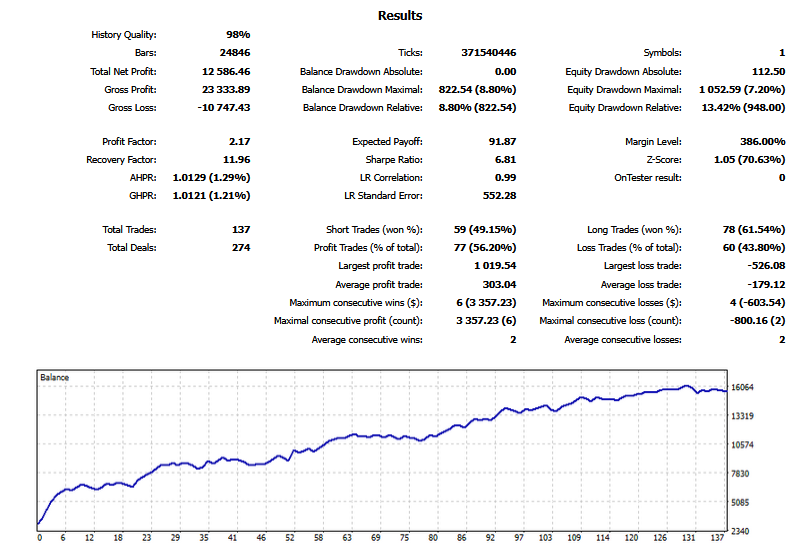 Results
History Quality: 98%
Bars: 24846 Ticks: 371540446 Symbols: 1
Total Net Profit: 12 586.46 Balance Drawdown Absolute: 0.00 Equity Drawdown Absolute: 112.50
Gross Profit: 23 333.89 Balance Drawdown Maximal: 822.54 (8.80%) Equity Drawdown Maximal: 1 052.59 (7.20%)
Gross Loss: -10 747.43 Balance Drawdown Relative: 8.80% (822.54) Equity Drawdown Relative: 13.42% (948.00)
Profit Factor: 2.17 Expected Payoff: 91.87 Margin Level: 386.00%
Recovery Factor: 11.96 Sharpe Ratio: 6.81 Z-Score: 1.05 (70.63%)
AHPR: 1.0129 (1.29%) LR Correlation: 0.99 OnTester result: 0
GHPR: 1.0121 (1.21%) LR Standard Error: 552.28
Total Trades: 137 Short Trades (won %): 59 (49.15%) Long Trades (won %): 78 (61.54%)
Total Deals: 274 Profit Trades (% of total): 77 (56.20%) Loss Trades (% of total): 60 (43.80%)
Largest profit trade: 1 019.54 Largest loss trade: -526.08
Average profit trade: 303.04 Average loss trade: -179.12
Maximum consecutive wins ($): 6 (3 357.23) Maximum consecutive losses ($): 4 (-603.54)
Maximal consecutive profit (count): 3 357.23 (6) Maximal consecutive loss (count): -800.16 (2)
Average consecutive wins: 2 Average consecutive losses: 2
Balance
16064
13319
10574
7830
5085
2340
0 6 12 18 23 29 35 41 46 52 58 63 69 75 80 86 92 97 103 109 114 120 126 131 137